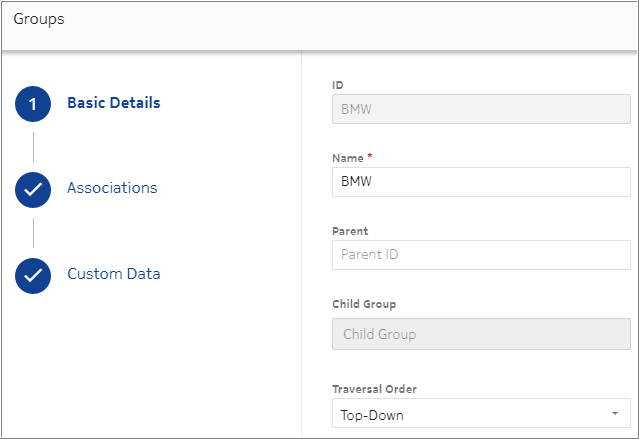 Groups
1 Basic Details
Associations
Custom Data
ID
BMW
Name *
BMW
Parent
Parent ID
Child Group
Child Group
Traversal Order
Top-Down